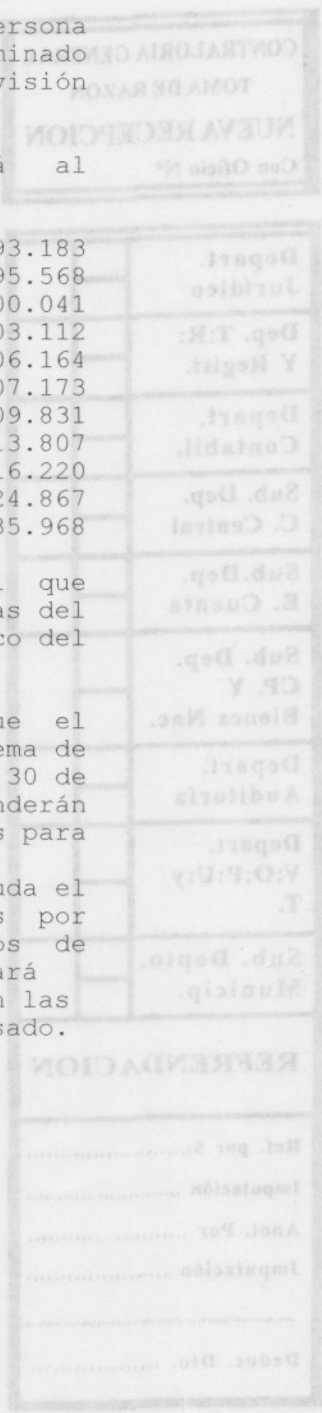 ersona
minado
visión
á al
93.183
95.568
00.041
03.112
06.164
07.173
09.831
13.807
16.220
24.867
35.968
que
as del
co del
ue el
ema de
30 de
nderán
s para
uda el
s por
os de
ará
n las
sado.
CONTRALORIA GENERAL
TOMA DE RAZON
NUEVA RECEPCION
Con Oficio Nº
Depart.
Jurídico
Dep. T:R:
Y Regist.
Depart.
Contabil.
Sub. Dep.
C. Central
Sub.Dep.
E. Cuenta
Sub. Dep.
CP. Y
Bienes Nac.
Depart.
Auditoría
Depart.
V:O:P:U:y
T.
Sub. Depto.
Municip.
REFRENDACION
Ref. por $
Imputación
Anot. Por
Imputación
Deduc. Dto.